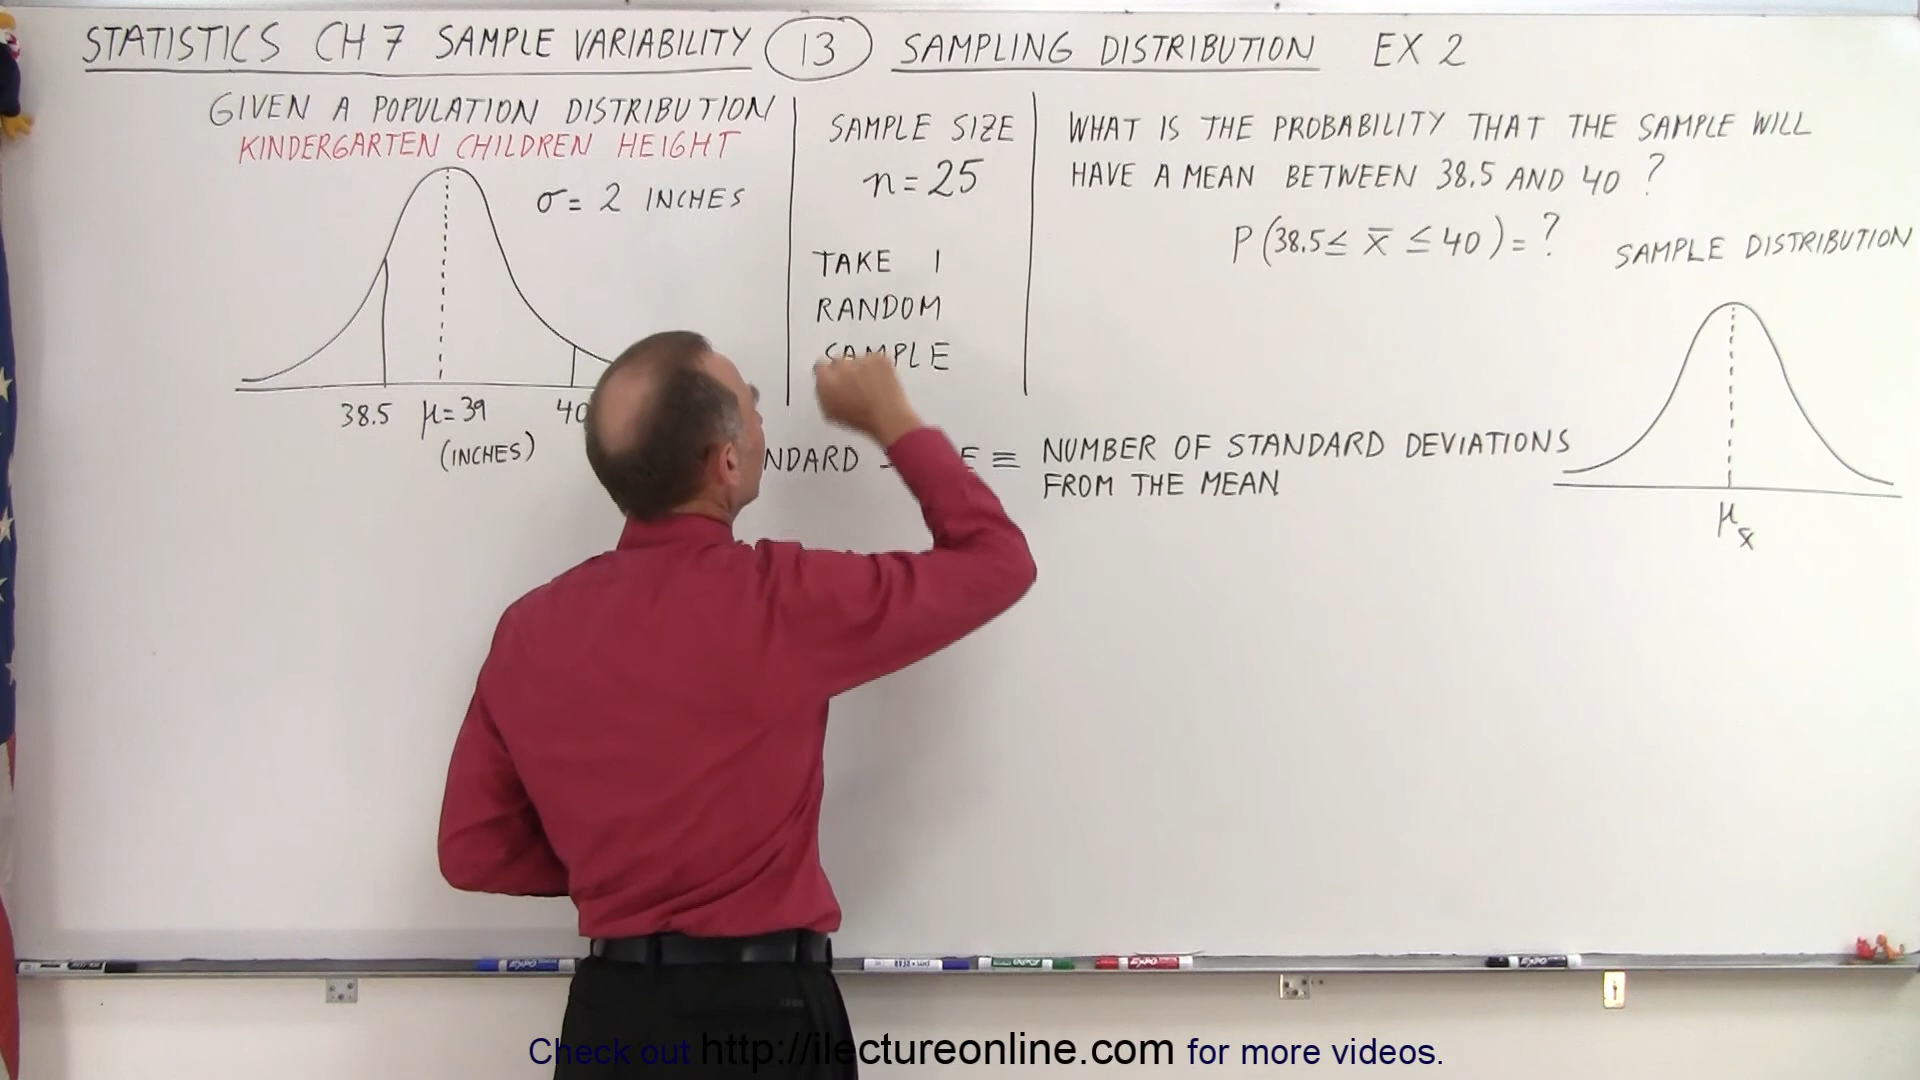 STATISTICS CH 7 SAMPLE VARIABILITY 13 SAMPLING DISTRIBUTION EX 2
GIVEN A POPULATION DISTRIBUTION
KINDERGARTEN CHILDREN HEIGHT
σ = 2 INCHES
38.5 μ = 39 40
(INCHES)
SAMPLE SIZE
n = 25
TAKE 1
RANDOM
SAMPLE
WHAT IS THE PROBABILITY THAT THE SAMPLE WILL
HAVE A MEAN BETWEEN 38.5 AND 40 ?
P(38.5 ≤ x̄ ≤ 40) = ?
SAMPLE DISTRIBUTION
μx̄
≡ NUMBER OF STANDARD DEVIATIONS
FROM THE MEAN
EXPO
Check out http://ilectureonline.com for more videos.